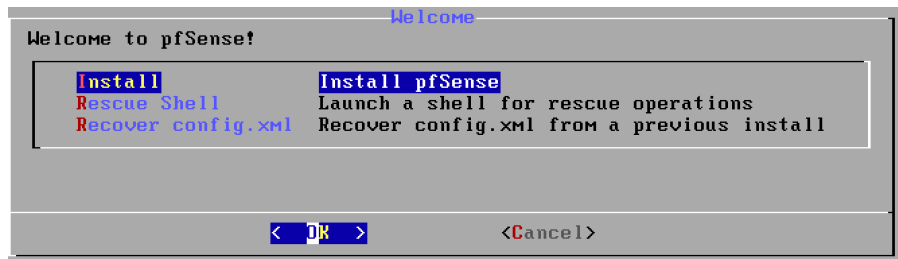 Welcome
Welcome to pfSense!
Install Install pfSense
Rescue Shell Launch a shell for rescue operations
Recover config.xml Recover config.xml from a previous install
< OK > <Cancel>